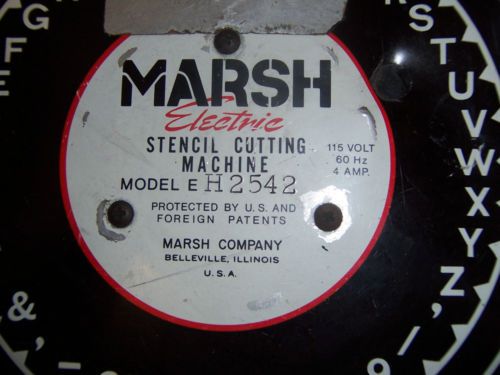 MARSH
Electric
STENCIL CUTTING
MACHINE
115 VOLT
60 Hz
4 AMP.
MODEL E H2542
PROTECTED BY U.S. AND
FOREIGN PATENTS
MARSH COMPANY
BELLEVILLE, ILLINOIS
U.S.A.
R S T U V W X Y Z
& '
G F E